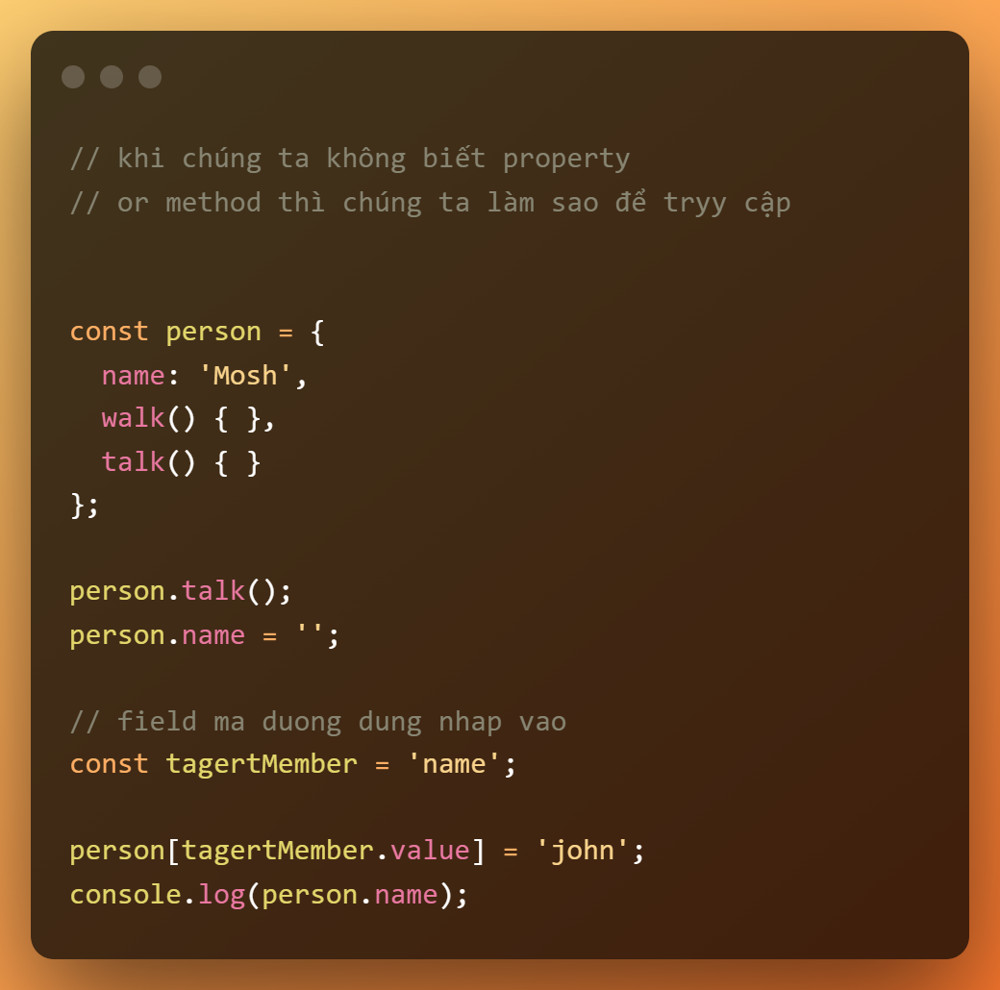 // khi chúng ta không biết property
// or method thì chúng ta làm sao để tryy cập
const person = {
  name: 'Mosh',
  walk() { },
  talk() { }
};
person.talk();
person.name = '';
// field ma duong dung nhap vao
const tagertMember = 'name';
person[tagertMember.value] = 'john';
console.log(person.name);